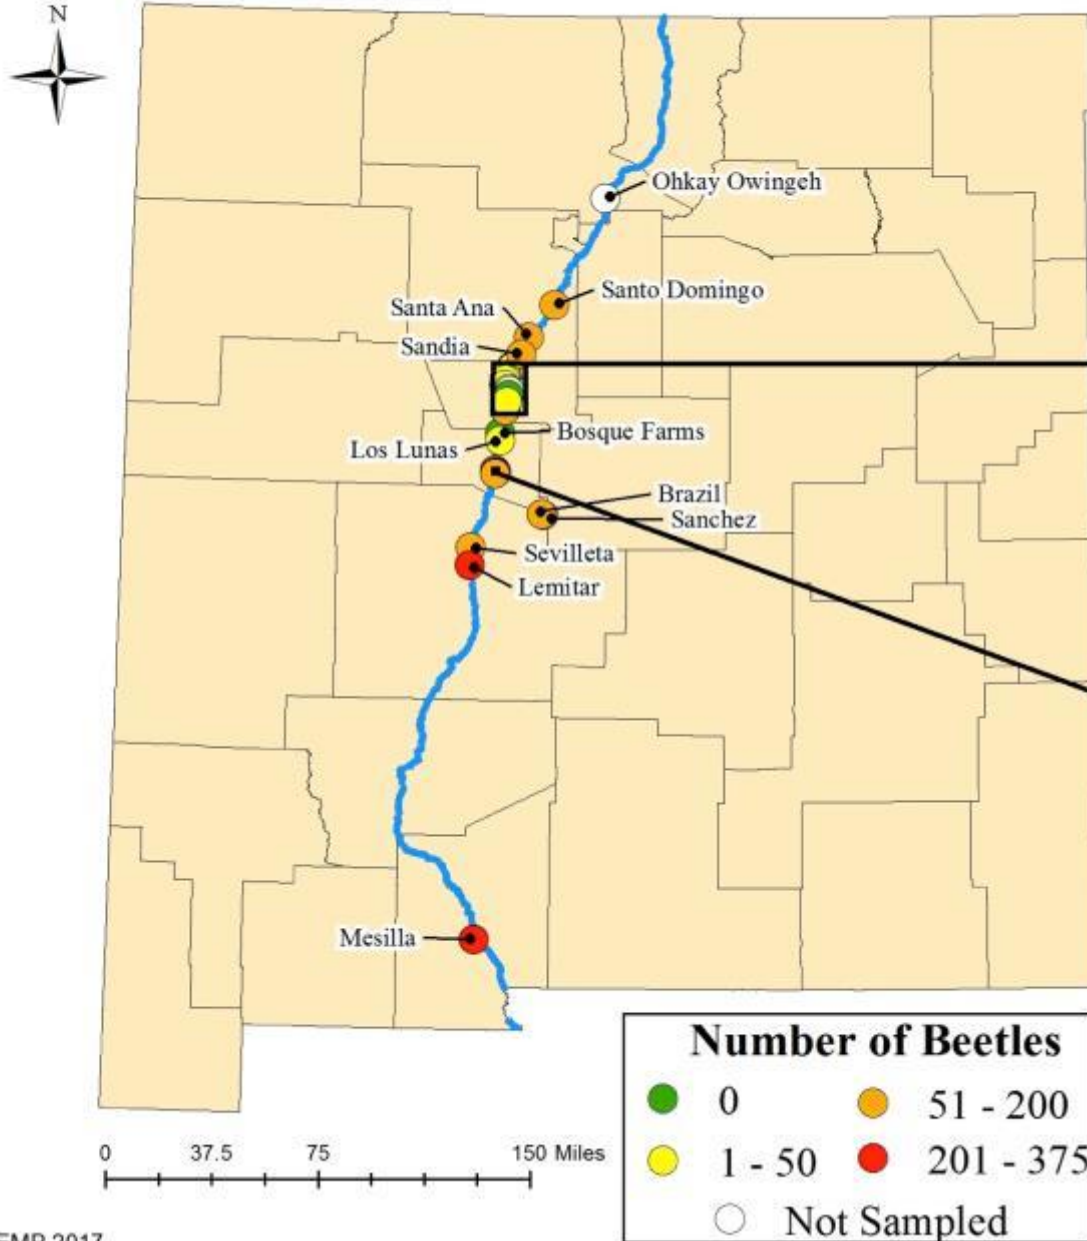 N
Ohkay Owingeh
Santo Domingo
Santa Ana
Sandia
Bosque Farms
Los Lunas
Brazil
Sanchez
Sevilleta
Lemitar
Mesilla
Number of Beetles
0
51 - 200
1 - 50
201 - 375
Not Sampled
0 37.5 75 150 Miles
2017